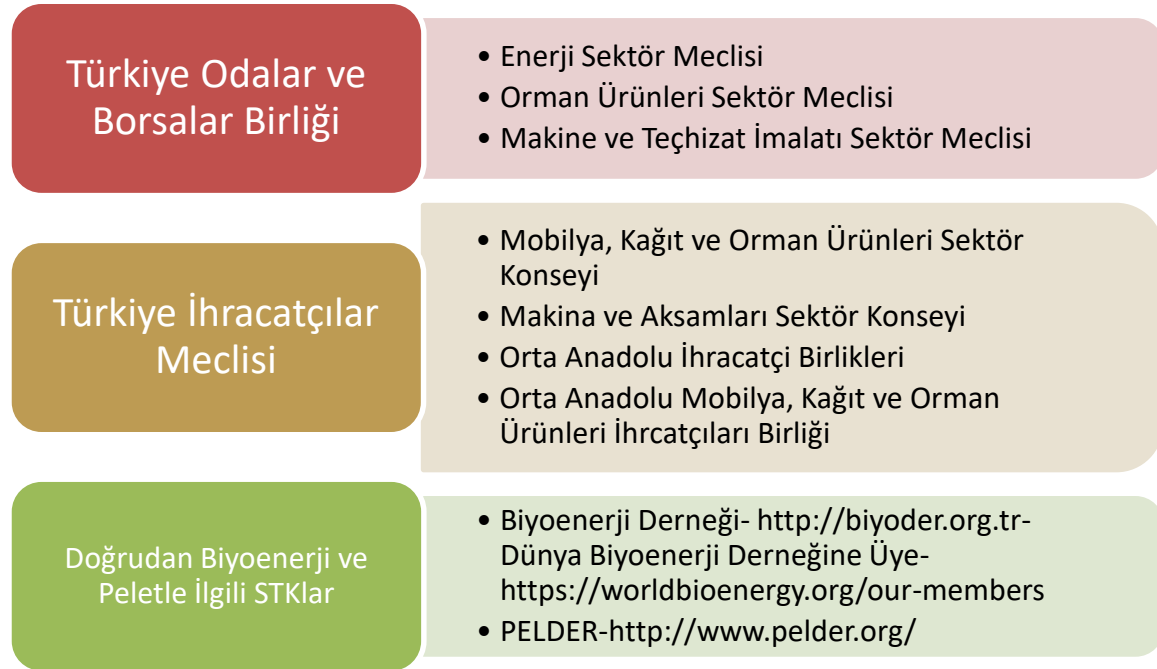 Türkiye Odalar ve
Borsalar Birliği
• Enerji Sektör Meclisi
• Orman Ürünleri Sektör Meclisi
• Makine ve Teçhizat İmalatı Sektör Meclisi
Türkiye İhracatçılar
Meclisi
• Mobilya, Kağıt ve Orman Ürünleri Sektör
Konseyi
• Makina ve Aksamları Sektör Konseyi
• Orta Anadolu İhracatçi Birlikleri
• Orta Anadolu Mobilya, Kağıt ve Orman
Ürünleri İhrcatçıları Birliği
Doğrudan Biyoenerji ve
Peletle İlgili STKlar
• Biyoenerji Derneği- http://biyoder.org.tr-
Dünya Biyoenerji Derneğine Üye-
https://worldbioenergy.org/our-members
• PELDER-http://www.pelder.org/